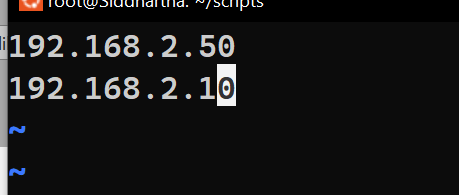 root@Siddhartha: ~/scripts
192.168.2.50
192.168.2.10
~
~